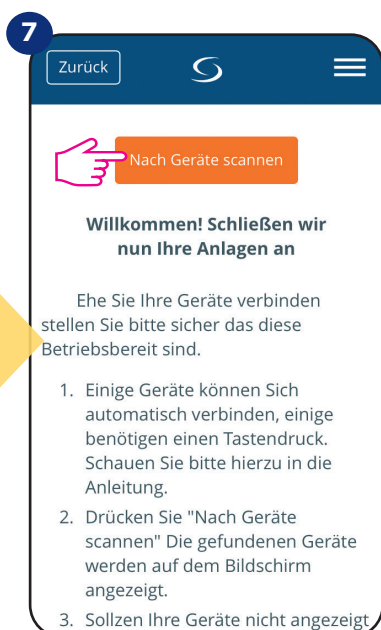 7
Zurück
Nach Geräte scannen
Willkommen! Schließen wir
nun Ihre Anlagen an
Ehe Sie Ihre Geräte verbinden
stellen Sie bitte sicher das diese
Betriebsbereit sind.
1. Einige Geräte können Sich
automatisch verbinden, einige
benötigen einen Tastendruck.
Schauen Sie bitte hierzu in die
Anleitung.
2. Drücken Sie "Nach Geräte
scannen" Die gefundenen Geräte
werden auf dem Bildschirm
angezeigt.
3. Sollzen Ihre Geräte nicht angezeigt